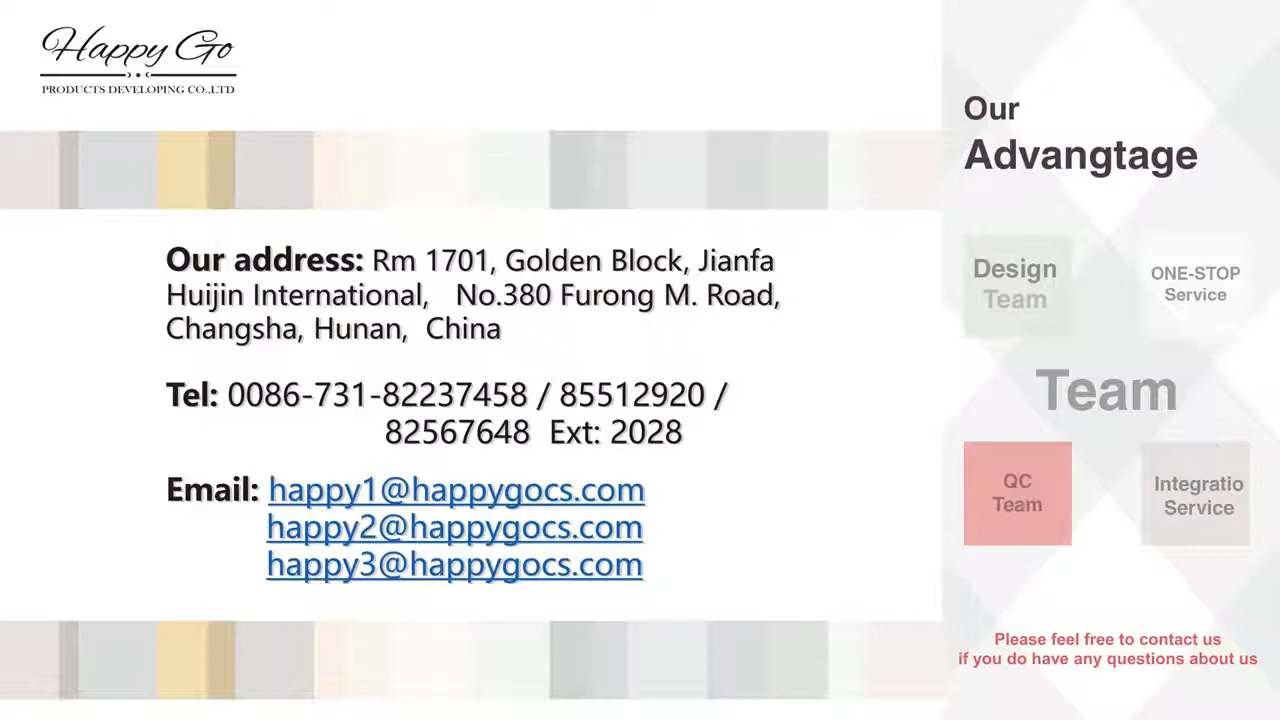 Happy Go
PRODUCTS DEVELOPING CO.,LTD
Our address: Rm 1701, Golden Block, Jianfa
Huijin International, No.380 Furong M. Road,
Changsha, Hunan, China
Tel: 0086-731-82237458 / 85512920 /
82567648 Ext: 2028
Email: happy1@happygocs.com
happy2@happygocs.com
happy3@happygocs.com
Our
Advangtage
Design
Team
ONE-STOP
Service
Team
QC
Team
Integratio
Service
Please feel free to contact us
if you do have any questions about us